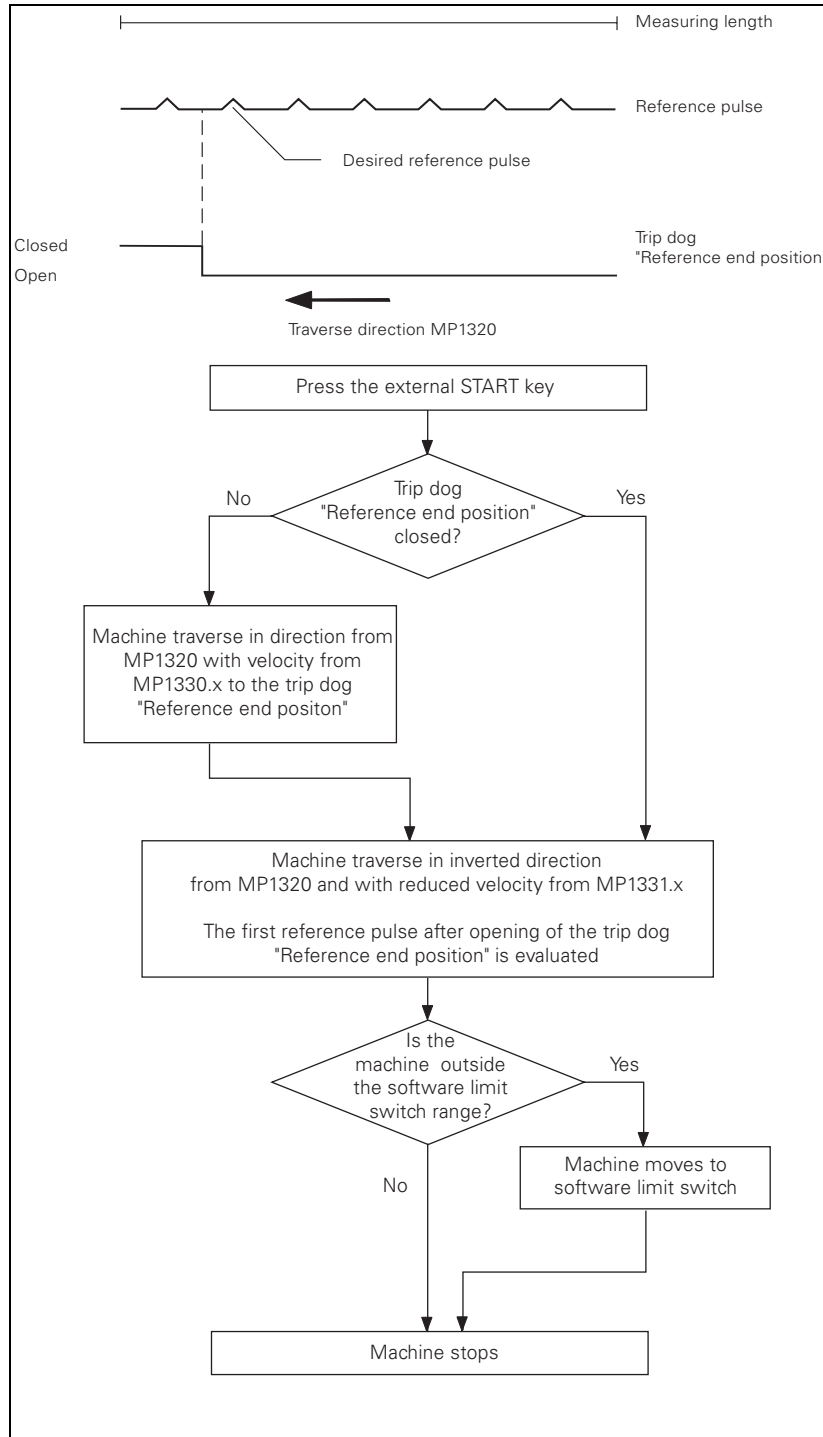 Measuring length
Reference pulse
Desired reference pulse
Closed
Open
Trip dog
"Reference end position
Traverse direction MP1320
Press the external START key
No
Trip dog
"Reference end position"
closed?
Yes
Machine traverse in direction from
MP1320 with velocity from
MP1330.x to the trip dog
"Reference end positon"
Machine traverse in inverted direction
from MP1320 and with reduced velocity from MP1331.x
The first reference pulse after opening of the trip dog
"Reference end position" is evaluated
Is the
machine outside
the software limit
switch range?
Yes
No
Machine moves to
software limit switch
Machine stops